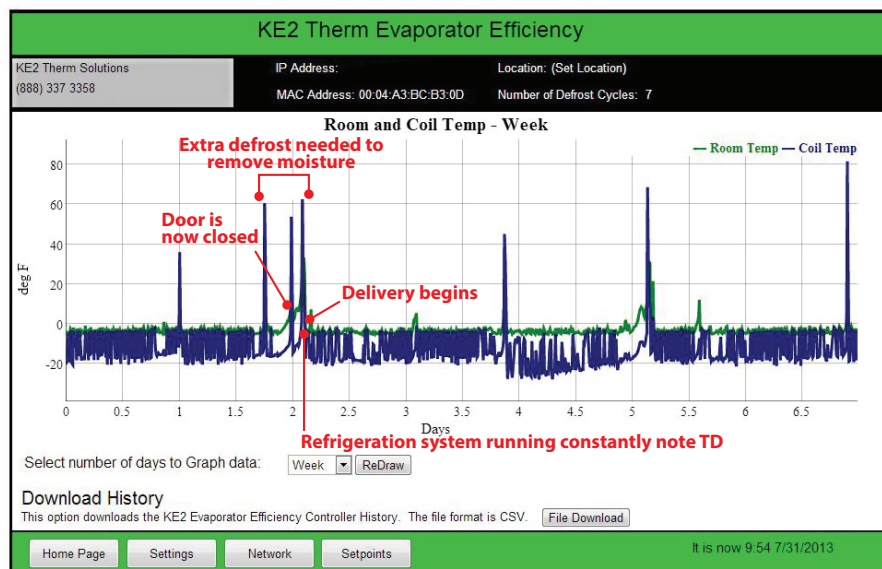 KE2 Therm Evaporator Efficiency
KE2 Therm Solutions
(888) 337 3358
IP Address:
MAC Address: 00:04:A3:BC:B3:0D
Location: (Set Location)
Number of Defrost Cycles: 7
Room and Coil Temp - Week
Room Temp
Coil Temp
Extra defrost needed to
remove moisture
Door is
now closed
Delivery begins
Refrigeration system running constantly note TD
deg F
80
60
40
20
0
-20
0
0.5
1
1.5
2
2.5
3
3.5
4
4.5
5
5.5
6
6.5
Days
Select number of days to Graph data:
Week
ReDraw
Download History
This option downloads the KE2 Evaporator Efficiency Controller History. The file format is CSV.
File Download
Home Page
Settings
Network
Setpoints
It is now 9:54 7/31/2013